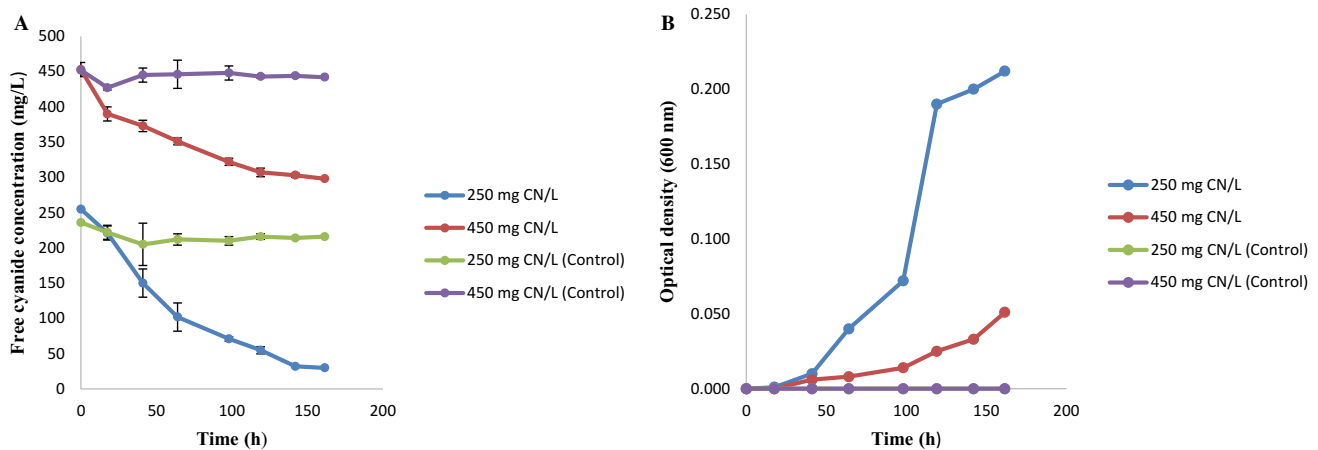 A
Free cyanide concentration (mg/L)
500
450
400
350
300
250
200
150
100
50
0
0 50 100 150 200
Time (h)
250 mg CN/L
450 mg CN/L
250 mg CN/L (Control)
450 mg CN/L (Control)
B
Optical density (600 nm)
0.250
0.200
0.150
0.100
0.050
0.000
0 50 100 150 200
Time (h)
250 mg CN/L
450 mg CN/L
250 mg CN/L (Control)
450 mg CN/L (Control)